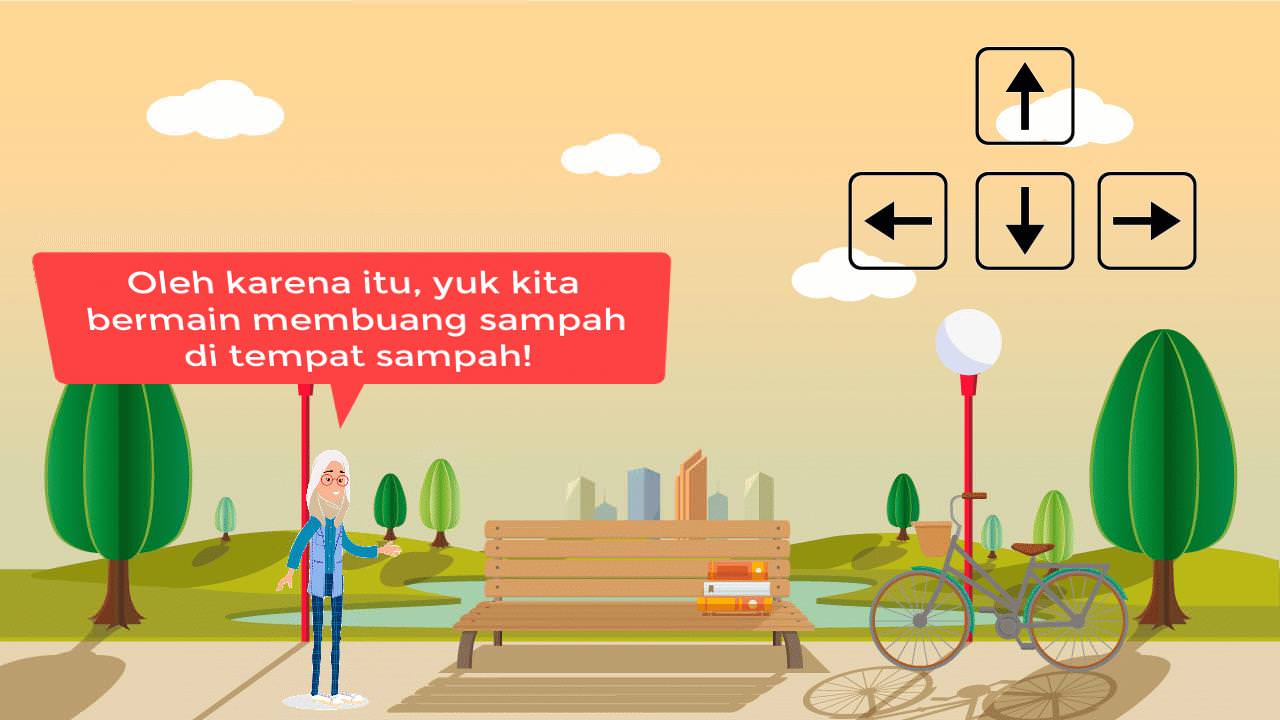 Oleh karena itu, yuk kita
bermain membuang sampah
di tempat sampah!